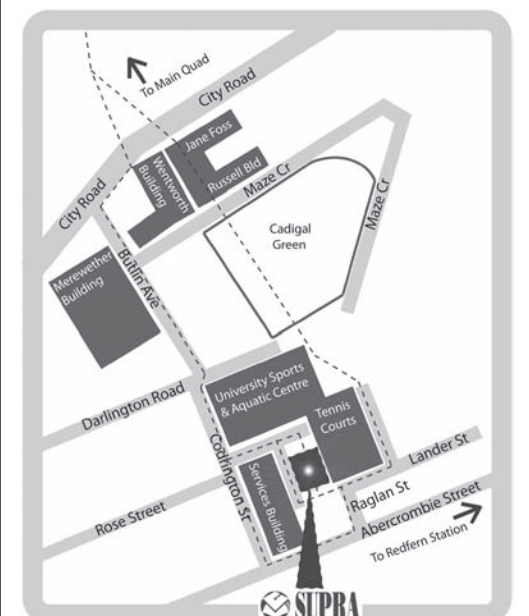 To Main Quad
City Road
Jane Foss
Russell Bld
Wentworth
Building
Maze Cr
City Road
Maze Cr
Cadigal
Green
Butlin Ave
Merewether
Building
University Sports
& Aquatic Centre
Darlington Road
Tennis
Courts
Codrington St
Services Building
Lander St
Raglan St
Rose Street
Abercrombie Street
To Redfern Station
SUPRA